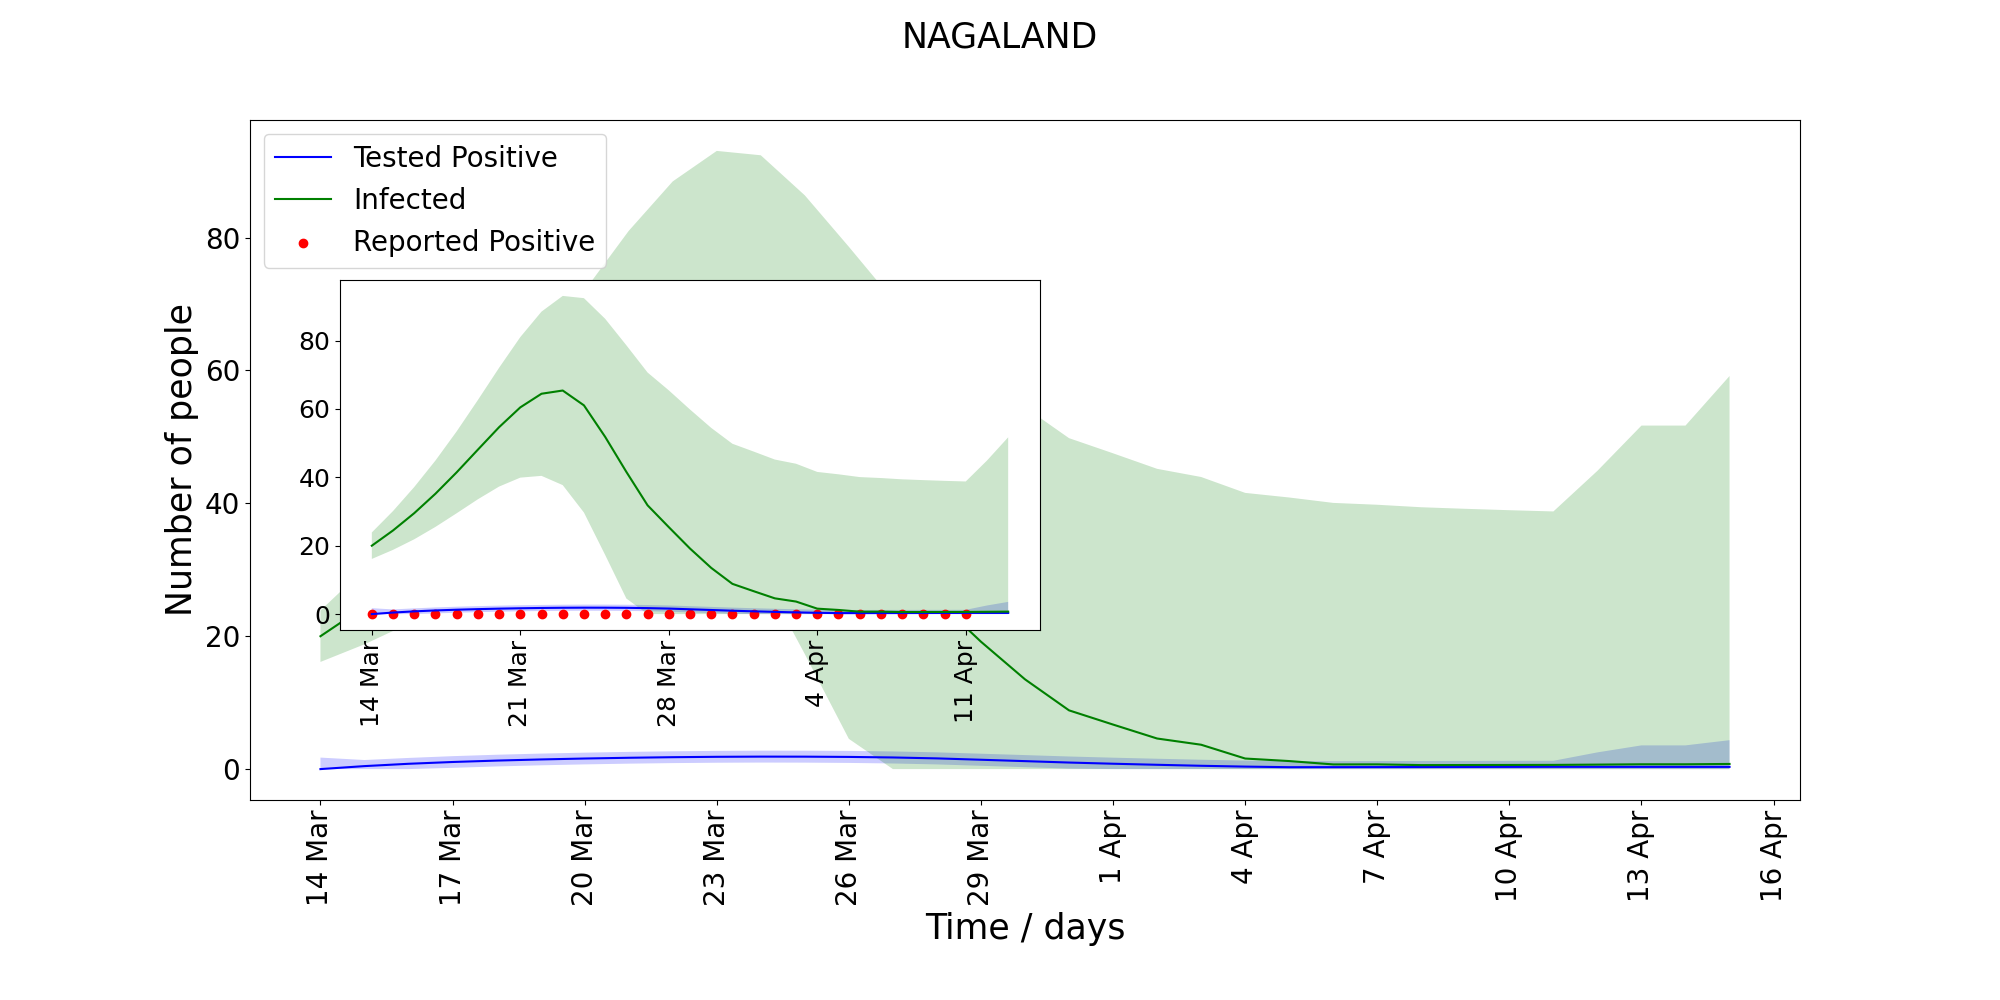 NAGALAND
Tested Positive
Infected
Reported Positive
Number of people
80
60
40
20
0
80
60
40
20
0
14 Mar
21 Mar
28 Mar
4 Apr
11 Apr
14 Mar
17 Mar
20 Mar
23 Mar
26 Mar
29 Mar
1 Apr
4 Apr
7 Apr
10 Apr
13 Apr
16 Apr
Time / days